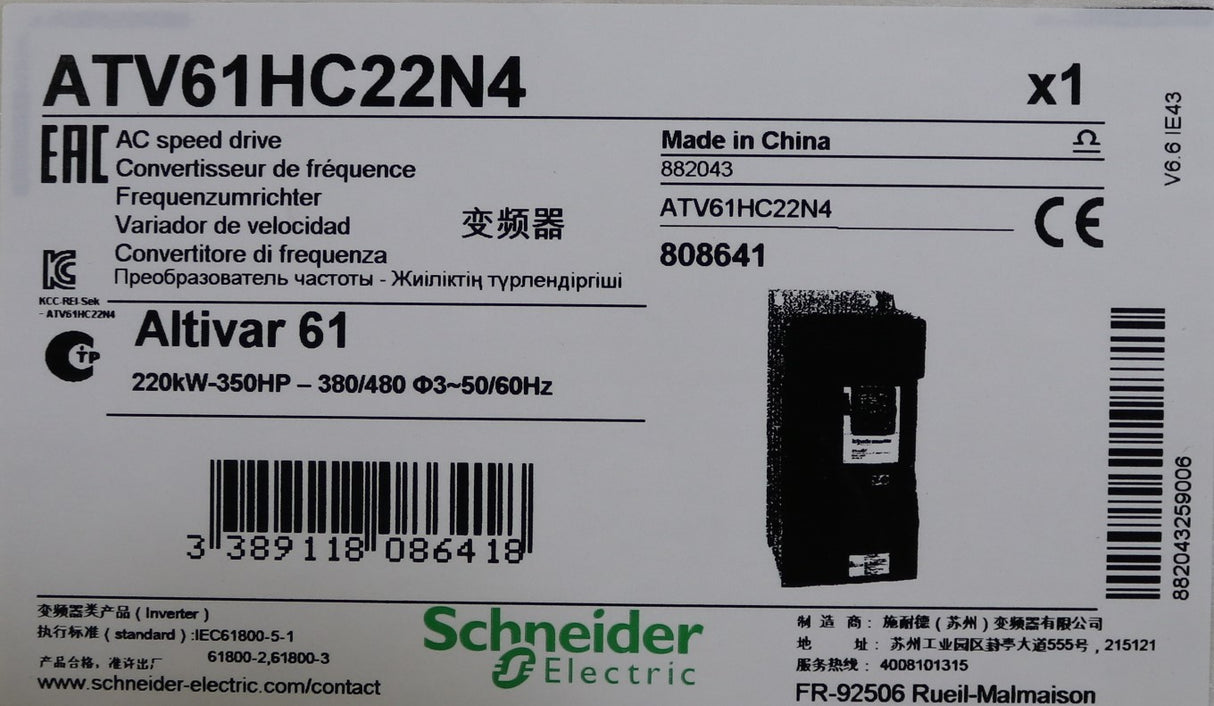 ATV61HC22N4 x1
EAC
AC speed drive
Convertisseur de fréquence
Frequenzumrichter
Variador de velocidad
变频器
Convertitore di frequenza
Преобразователь частоты - Жиіліктің түрлендіргіші
KCC-REI-Sek
- ATV61HC22N4
Altivar 61
220kW-350HP – 380/480 Ф3~50/60Hz
Made in China
882043
ATV61HC22N4
CE
808641
V6.6 IE43
3 389118 086418
882043259006
变频器类产品 ( Inverter )
执行标准 ( standard ) :IEC61800-5-1
61800-2,61800-3
产品合格，准许出厂
www.schneider-electric.com/contact
Schneider
Electric
制 造 商： 施耐德（苏州）变频器有限公司
地 址： 苏州工业园区葑亭大道555号 , 215121
服务热线： 4008101315
FR-92506 Rueil-Malmaison